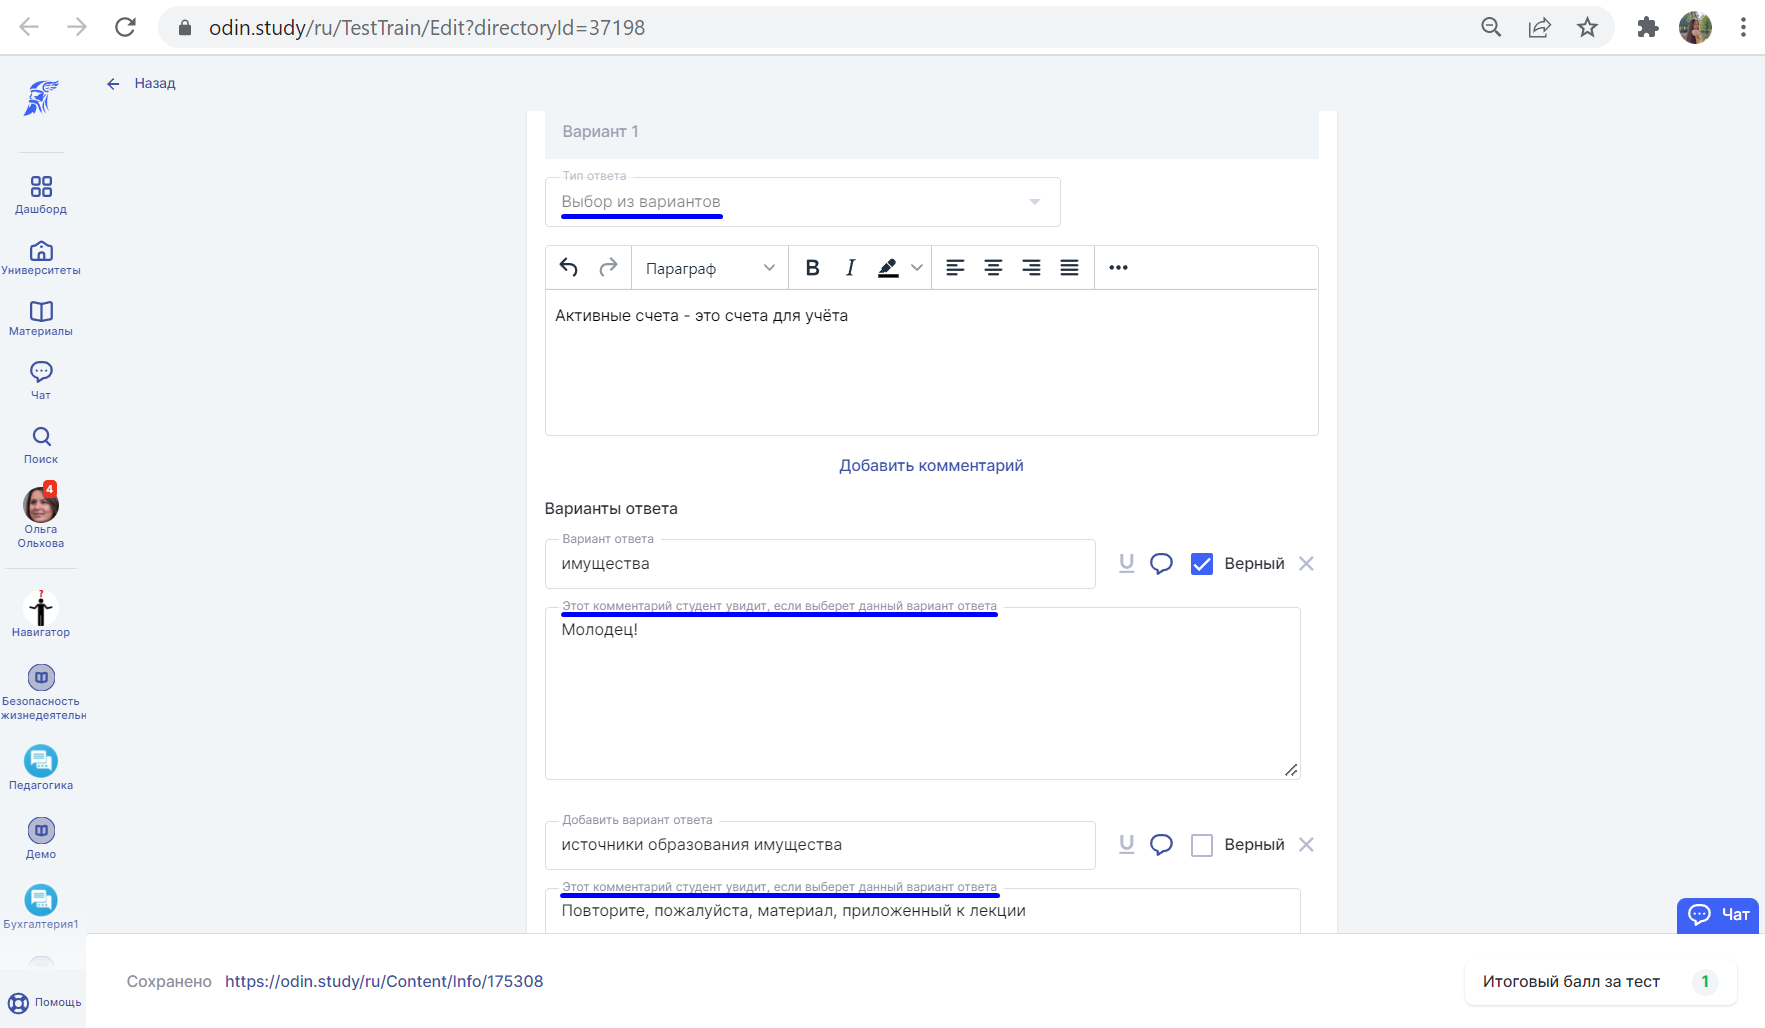 odin.study/ru/TestTrain/Edit?directoryId=37198
Назад
Дашборд
Университеты
Материалы
Чат
Поиск
4
Ольга
Ольхова
?
Навигатор
Безопасность
жизнедеятельн
Педагогика
Демо
Бухгалтерия1
Помощь
Вариант 1
Тип ответа
Выбор из вариантов
Параграф B I
Активные счета - это счета для учёта
Добавить комментарий
Варианты ответа
Вариант ответа
имущества U Верный
Этот комментарий студент увидит, если выберет данный вариант ответа
Молодец!
Добавить вариант ответа
источники образования имущества U Верный
Этот комментарий студент увидит, если выберет данный вариант ответа
Повторите, пожалуйста, материал, приложенный к лекции
Чат
Сохранено https://odin.study/ru/Content/Info/175308
Итоговый балл за тест 1